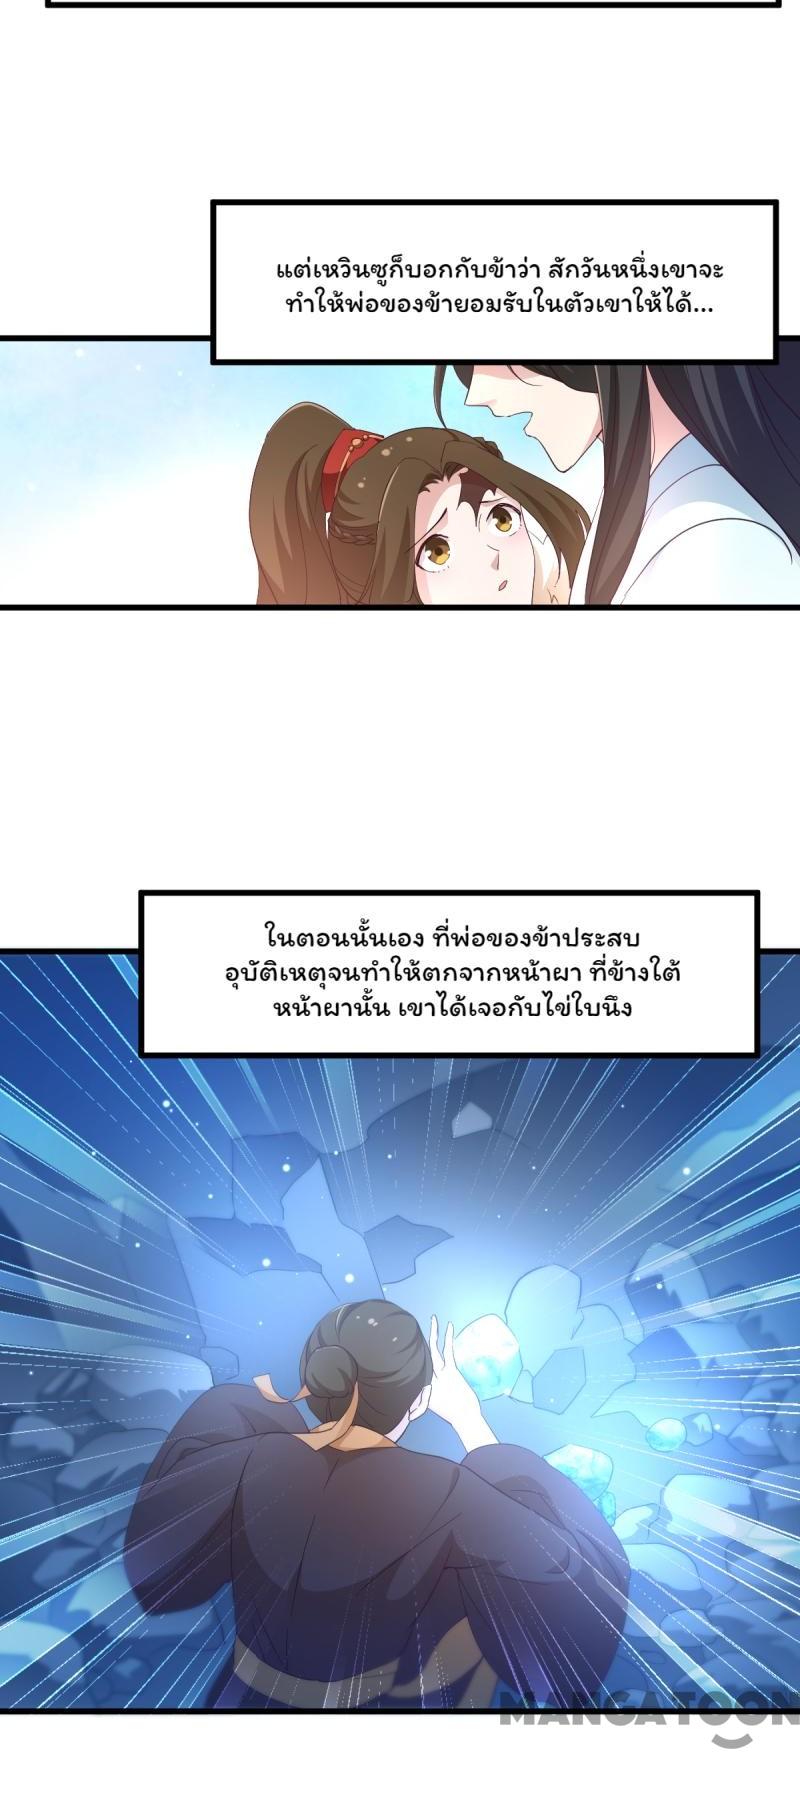 แต่เหวินซูก็บอกกับข้าว่า สักวันหนึ่งเขาจะ
ทำให้พ่อของข้ายอมรับในตัวเขาให้ได้...
ในตอนนั้นเอง ที่พ่อของข้าประสบ
อุบัติเหตุจนทำให้ตกจากหน้าผา ที่ข้างใต้
หน้าผานั้น เขาได้เจอกับไข่ใบนึง
MANGATOON